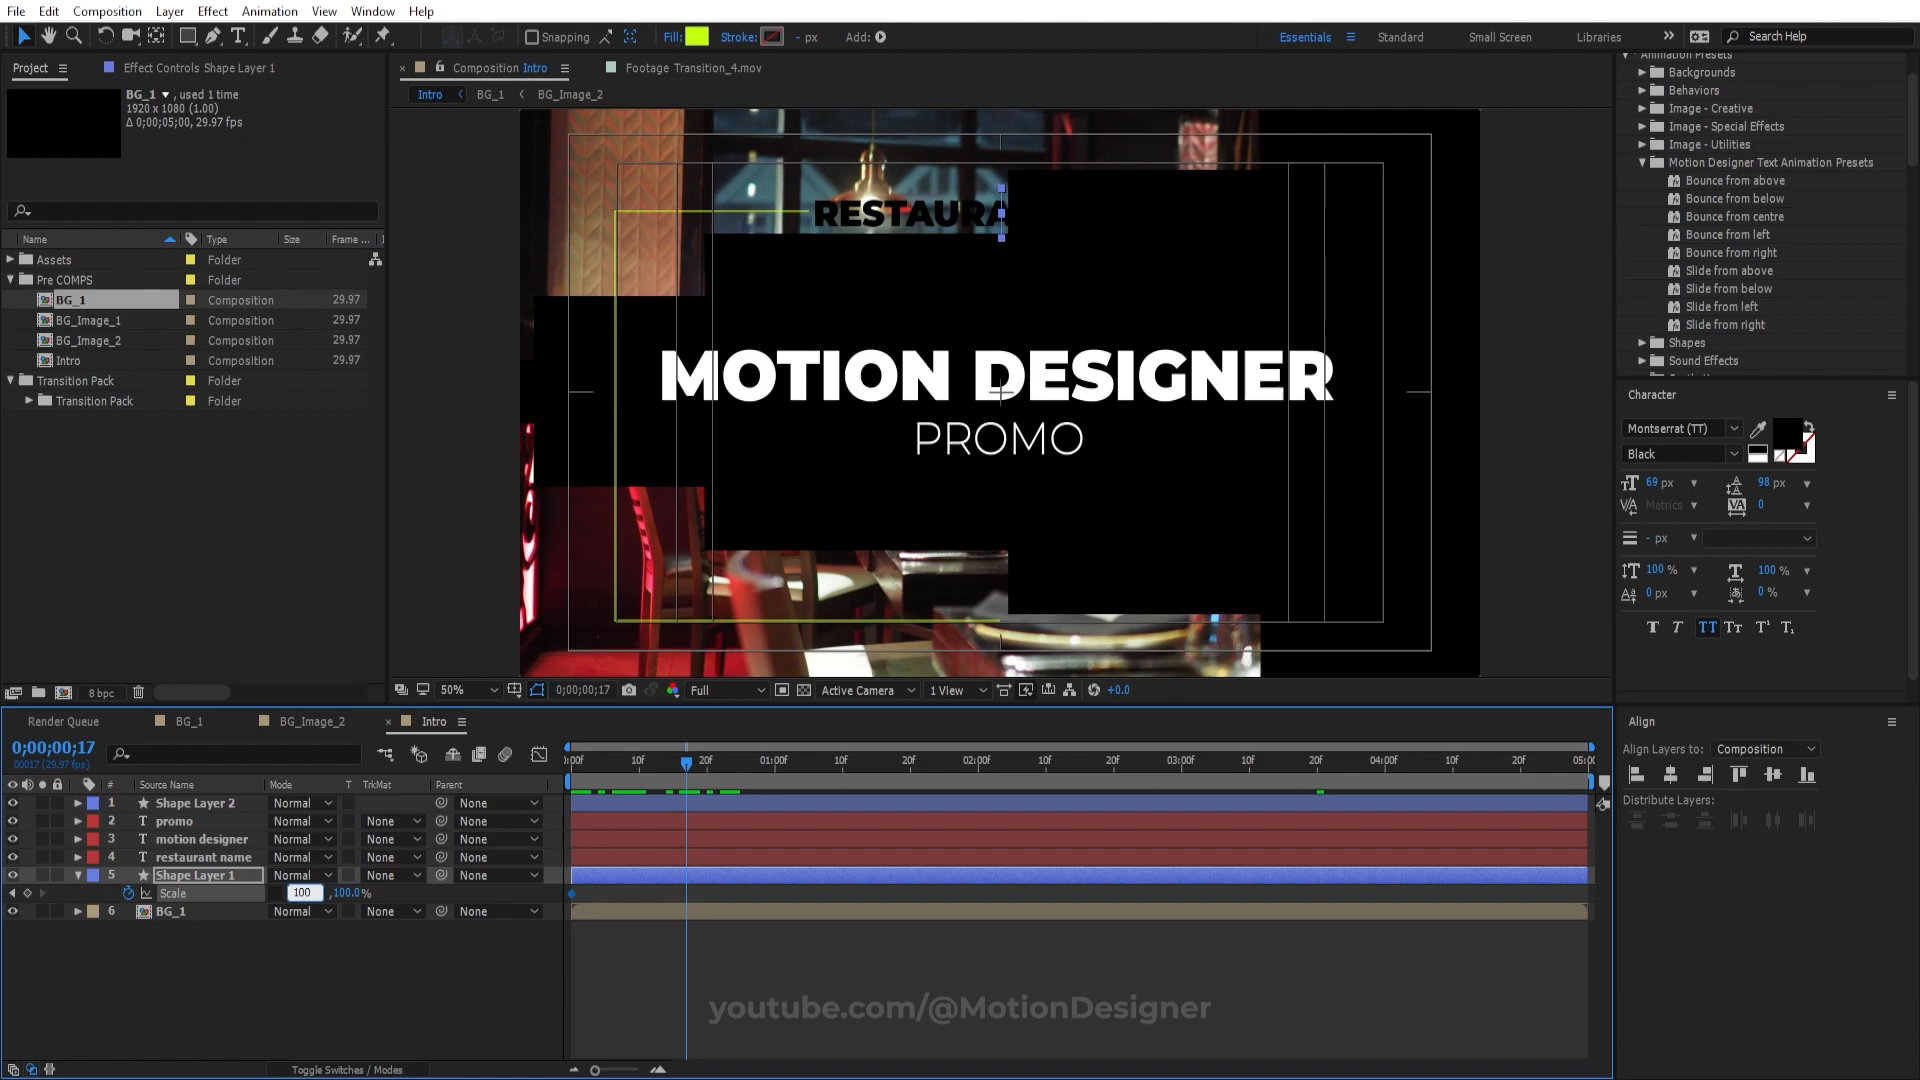 File Edit Composition Layer Effect Animation View Window Help
Snapping Fill: Stroke: - px Add: Essentials Standard Small Screen Libraries Search Help
Project Effect Controls Shape Layer 1
Composition Intro Footage Transition_4.mov
BG_1 , used 1 time
1920 x 1080 (1.00)
Δ 0;00;05;00, 29.97 fps
Intro BG_1 BG_Image_2
Name Type Size Frame ...
Assets Folder
Pre COMPS Folder
BG_1 Composition 29.97
BG_Image_1 Composition 29.97
BG_Image_2 Composition 29.97
Intro Composition 29.97
Transition Pack Folder
Transition Pack Folder
8 bpc
RESTAURA
MOTION DESIGNER
PROMO
50% 0;00;00;17 Full Active Camera 1 View +0.0
Animation Presets
Backgrounds
Behaviors
Image - Creative
Image - Special Effects
Image - Utilities
Motion Designer Text Animation Presets
Bounce from above
Bounce from below
Bounce from centre
Bounce from left
Bounce from right
Slide from above
Slide from below
Slide from left
Slide from right
Shapes
Sound Effects
Character
Montserrat (TT)
Black
69 px 98 px
Metrics 0
- px
100 % 100 %
0 px 0 %
T T TT Tт T¹ T₁
Render Queue BG_1 BG_Image_2 Intro
0;00;00;17
00017 (29.97 fps)
:00F 10f 20f 01:00F 10f 20f 02:00F 10f 20f 03:00F 10f 20f 04:00F 10f 20f 05:00
# Source Name Mode T TrkMat Parent
1 Shape Layer 2 Normal None
2 T promo Normal None None
3 T motion designer Normal None None
4 T restaurant name Normal None None
5 Shape Layer 1 Normal None None
Scale 100 ,100.0 %
6 BG_1 Normal None None
Toggle Switches / Modes
youtube.com/@MotionDesigner
Align
Align Layers to: Composition
Distribute Layers: